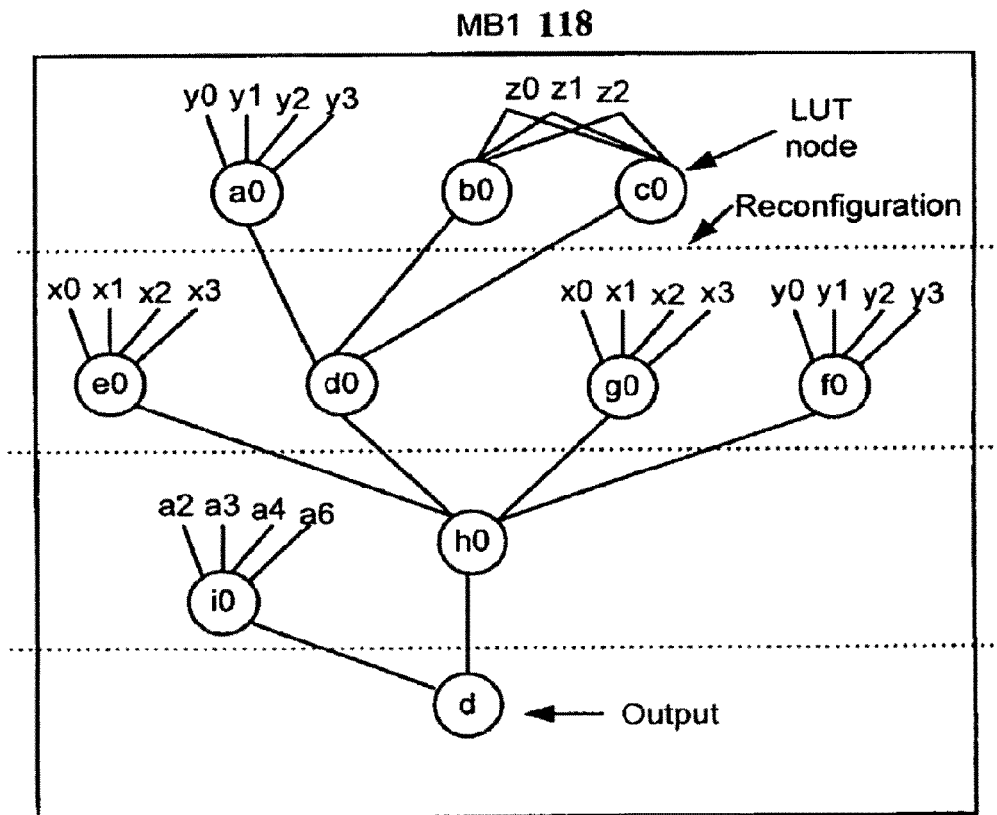 MB1 118
y0 y1 y2 y3
z0 z1 z2
LUT
node
a0
b0
c0
Reconfiguration
x0 x1 x2 x3
x0 x1 x2 x3
y0 y1 y2 y3
e0
d0
g0
f0
a2 a3 a4 a6
h0
i0
d
Output